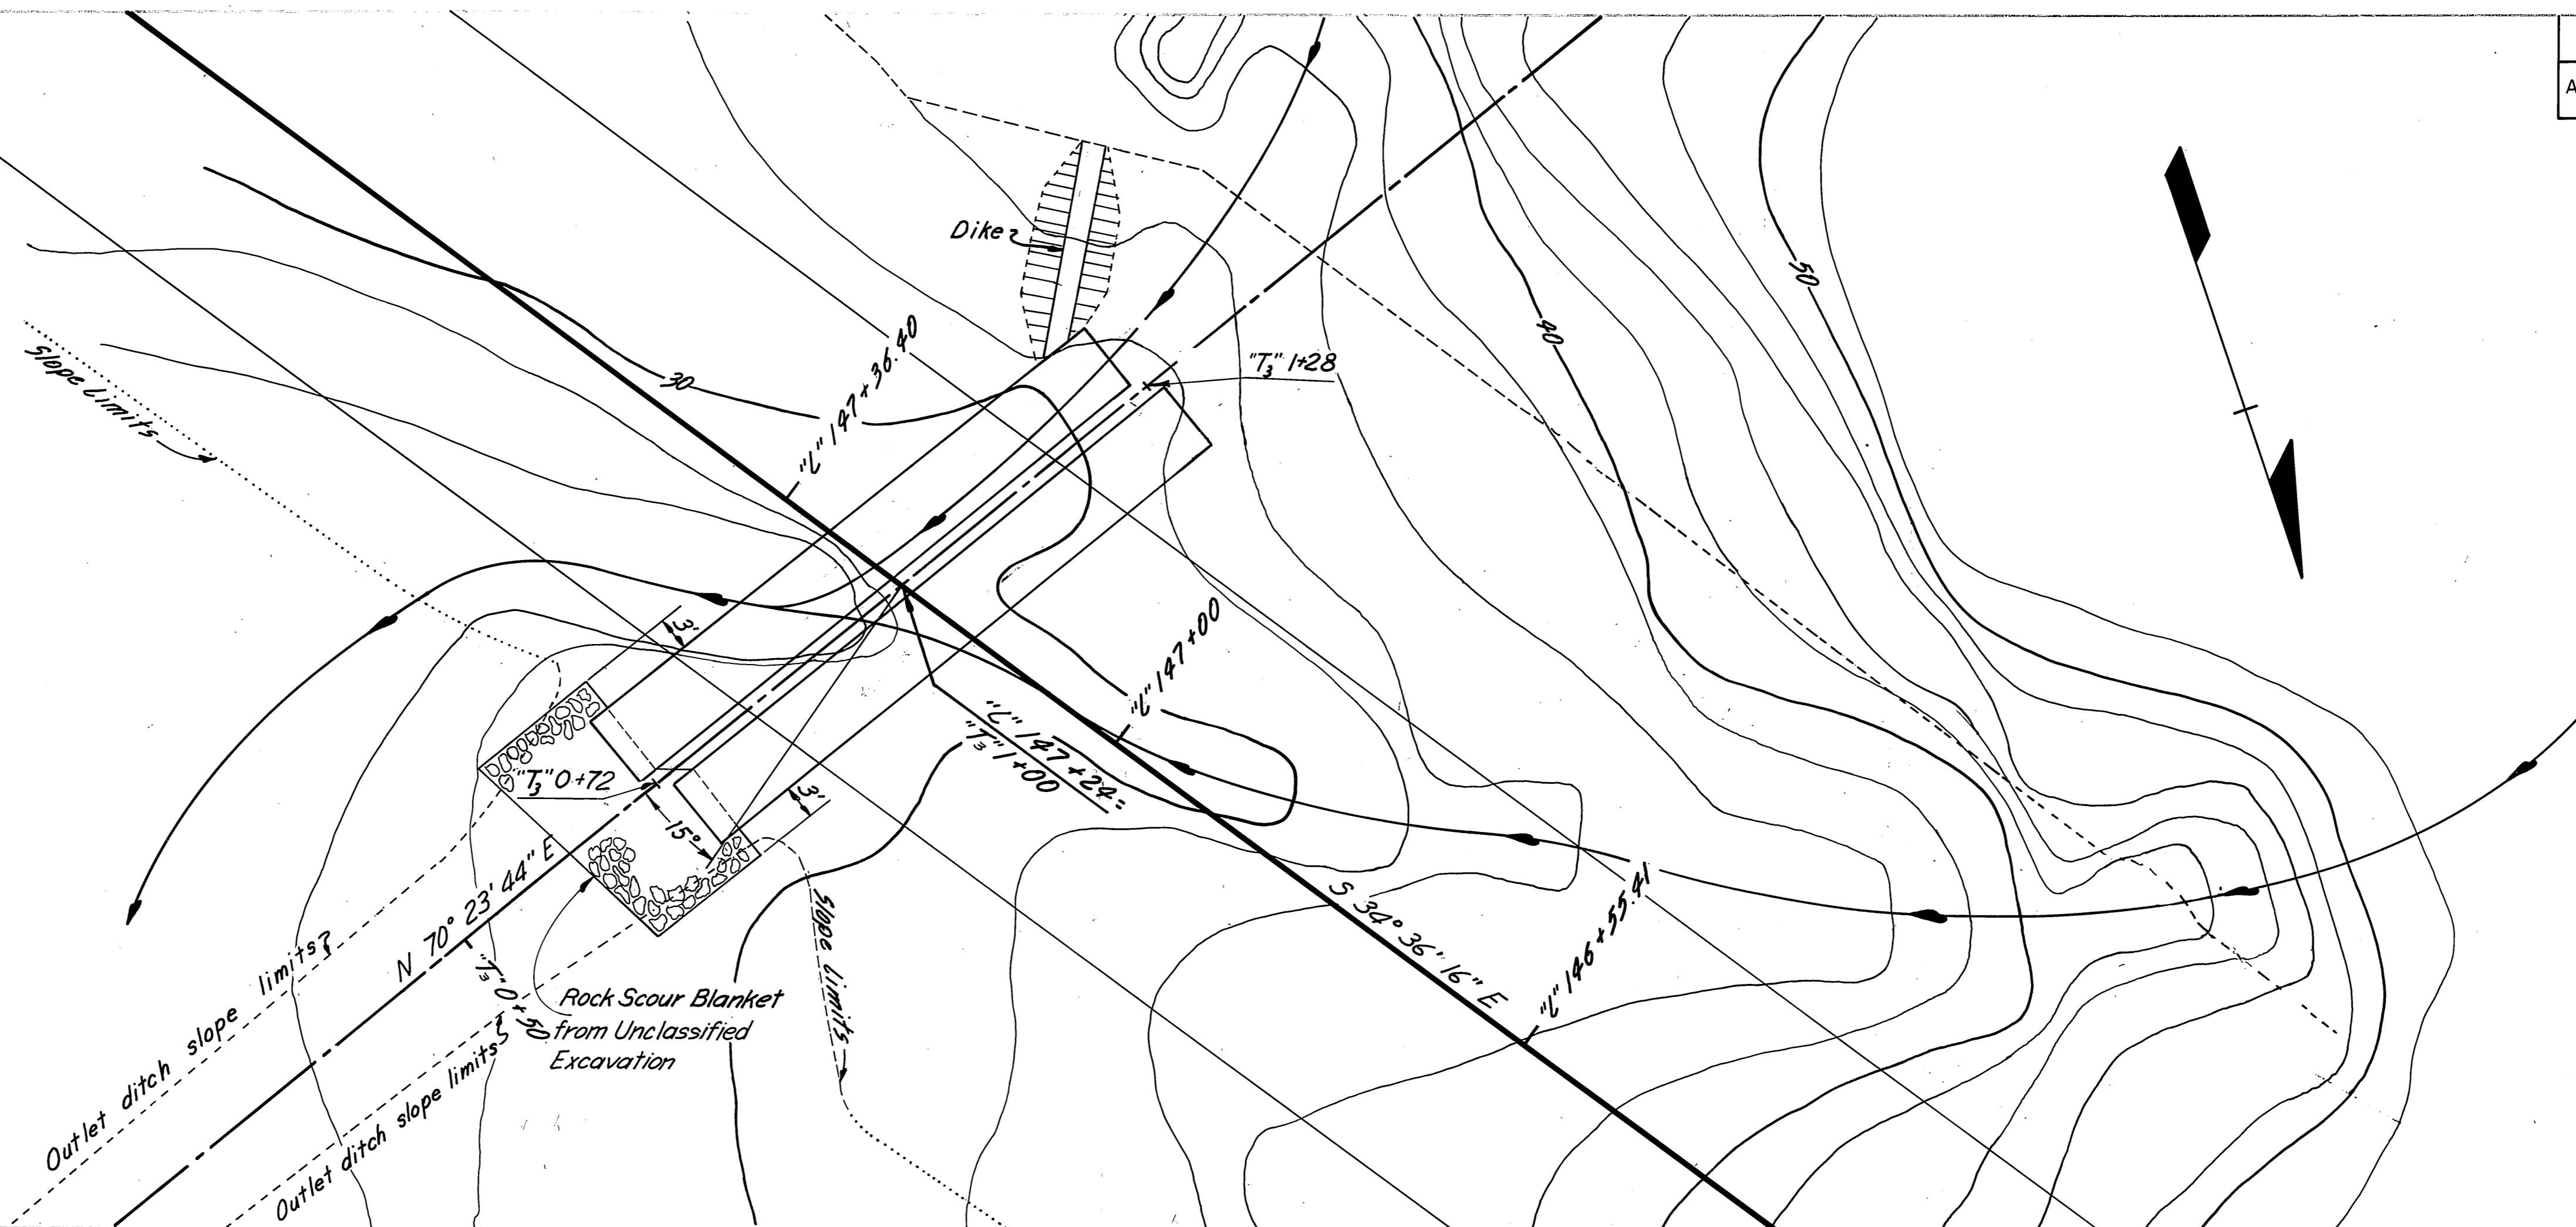 A
Dike
50
40
30
"L" 147+36.40
"T3" 1+28
Slope Limits
3'
"L" 147+00
"L" 147+24=
"T3" 1+00
"T3" 0+72
3'
15°
N 70° 23' 44" E
S 34° 36' 16" E
"L" 146+55.41
Slope Limits
"T3" 0+50
Rock Scour Blanket
from Unclassified
Excavation
Outlet ditch slope limits
Outlet ditch slope limits